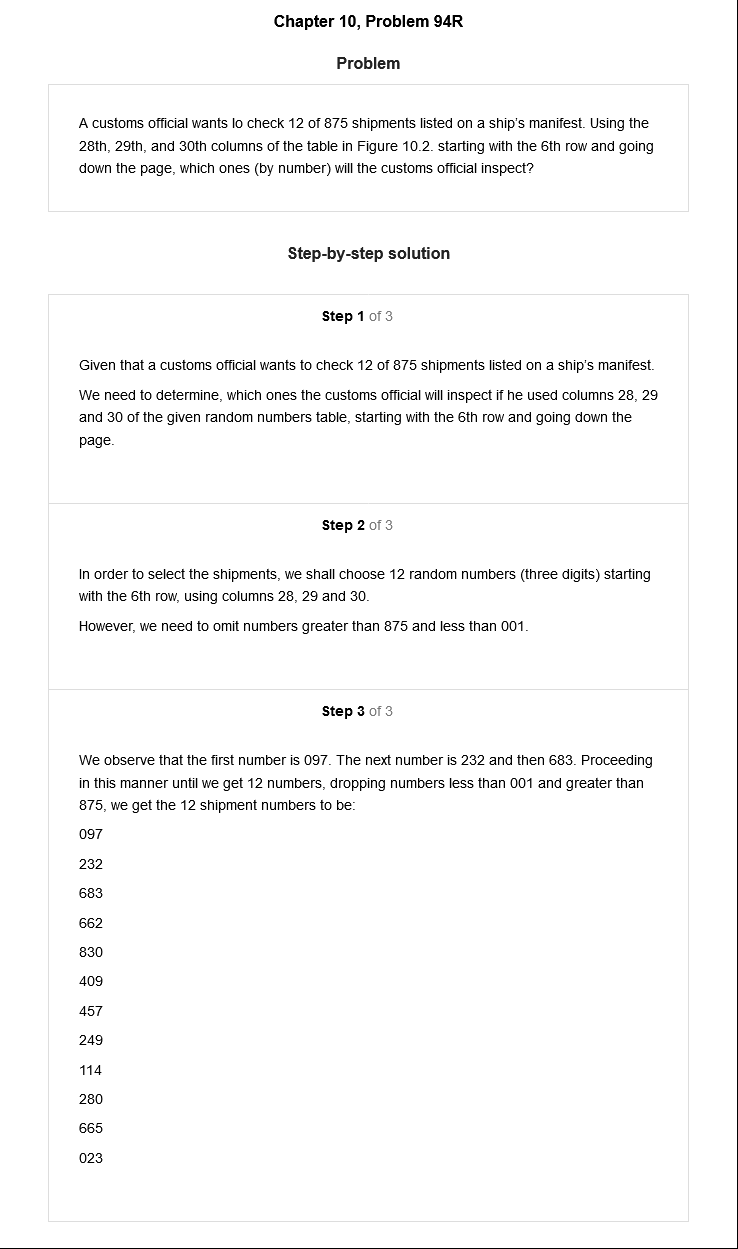 Chapter 10, Problem 94R
Problem
A customs official wants lo check 12 of 875 shipments listed on a ship's manifest. Using the
28th, 29th, and 30th columns of the table in Figure 10.2. starting with the 6th row and going
down the page, which ones (by number) will the customs official inspect?
Step-by-step solution
Step 1 of 3
Given that a customs official wants to check 12 of 875 shipments listed on a ship's manifest.
We need to determine, which ones the customs official will inspect if he used columns 28, 29
and 30 of the given random numbers table, starting with the 6th row and going down the
page.
Step 2 of 3
In order to select the shipments, we shall choose 12 random numbers (three digits) starting
with the 6th row, using columns 28, 29 and 30.
However, we need to omit numbers greater than 875 and less than 001.
Step 3 of 3
We observe that the first number is 097. The next number is 232 and then 683. Proceeding
in this manner until we get 12 numbers, dropping numbers less than 001 and greater than
875, we get the 12 shipment numbers to be:
097
232
683
662
830
409
457
249
114
280
665
023